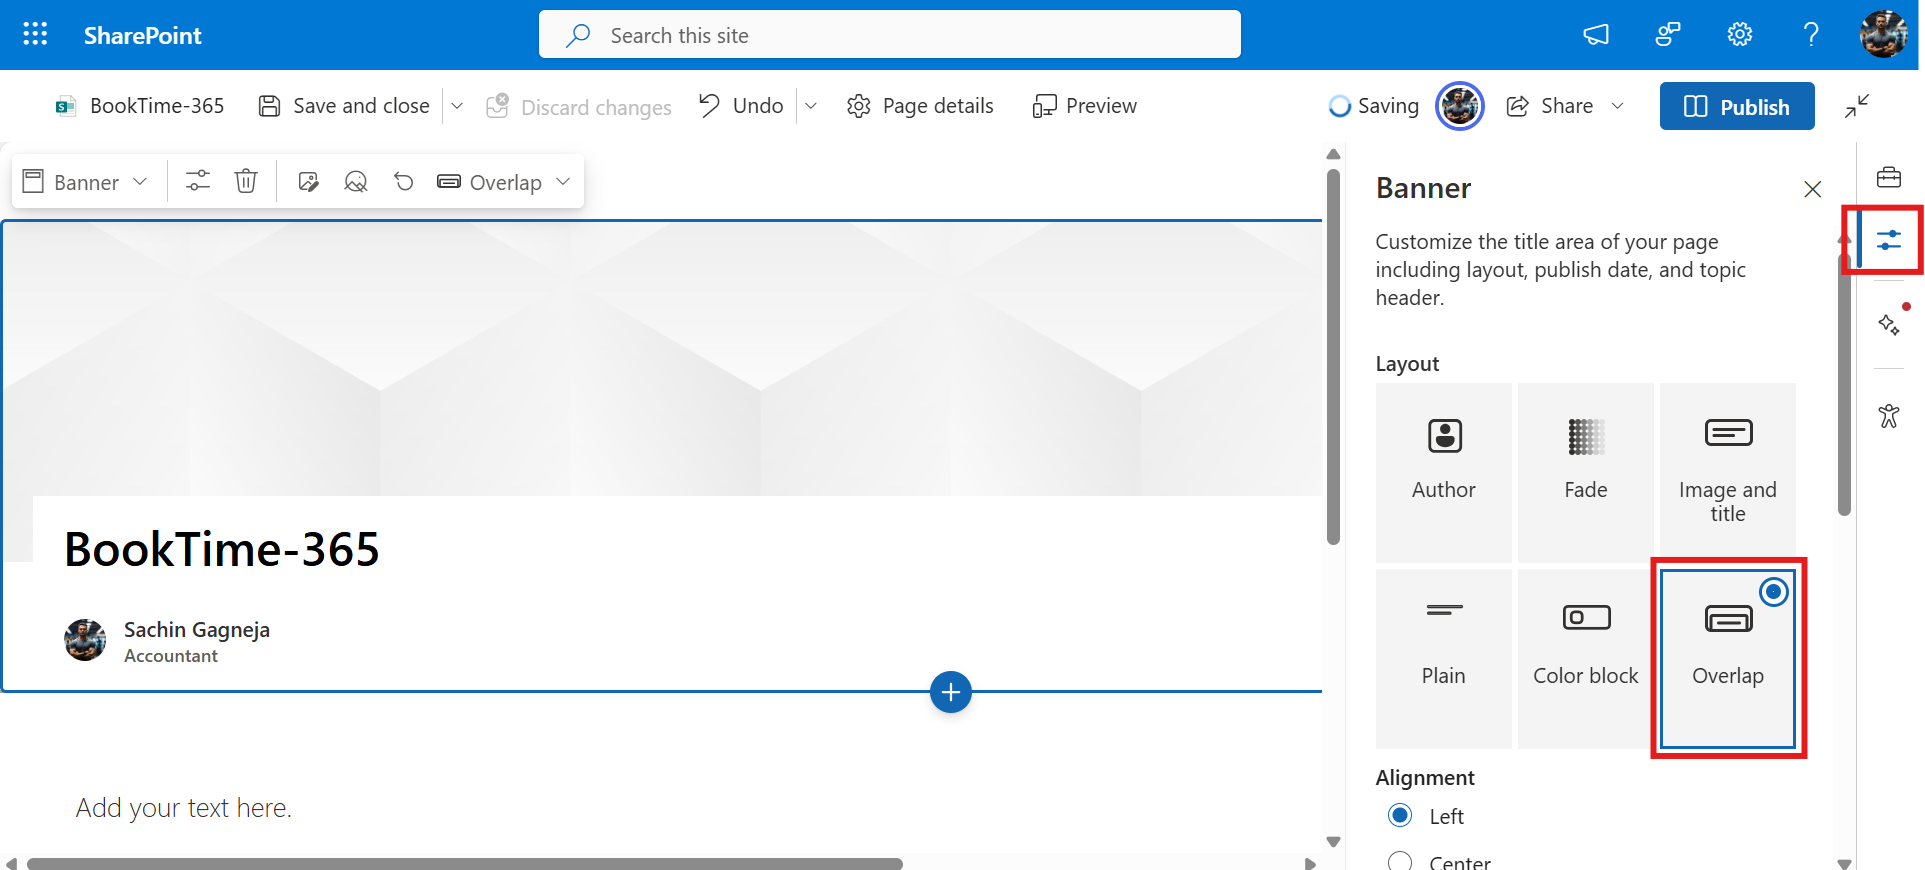 SharePoint
Search this site
BookTime-365
Save and close
Discard changes
Undo
Page details
Preview
Saving
Share
Publish
Banner
Overlap
BookTime-365
Sachin Gagneja
Accountant
Add your text here.
Banner
Customize the title area of your page
including layout, publish date, and topic
header.
Layout
Author
Fade
Image and
title
Plain
Color block
Overlap
Alignment
Left
Center